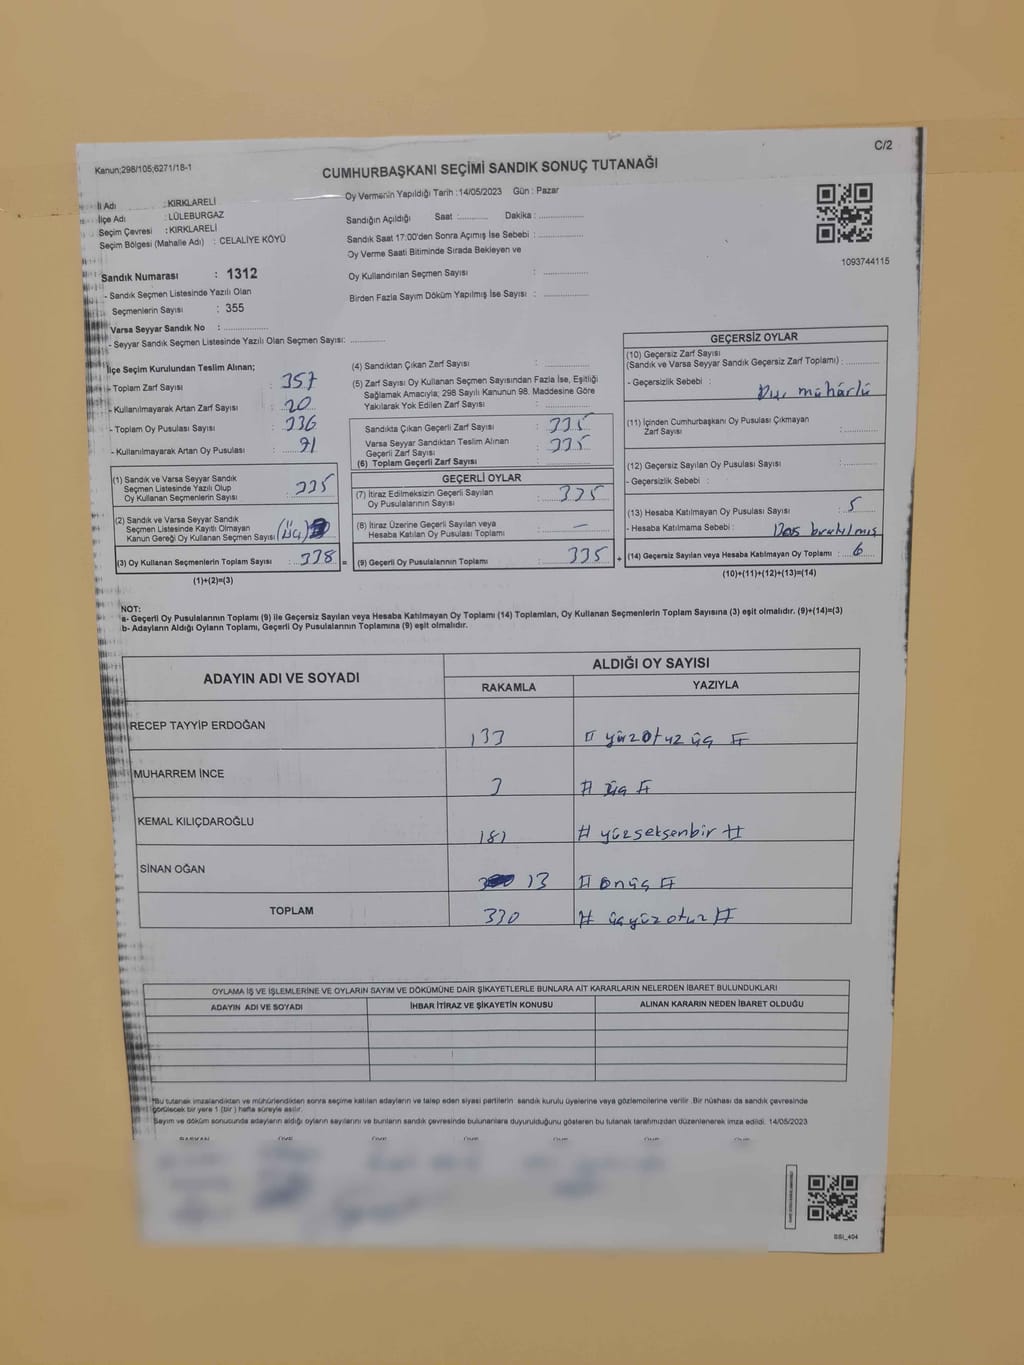 C/2
Kanun;298/105;6271/18-1
CUMHURBAŞKANI SEÇİMİ SANDIK SONUÇ TUTANAĞI
İli Adı : KIRKLARELİ
İlçe Adı : LÜLEBURGAZ
Seçim Çevresi : KIRKLARELİ
Seçim Bölgesi (Mahalle Adı) : CELALİYE KÖYÜ
Sandık Numarası : 1312
- Sandık Seçmen Listesinde Yazılı Olan
Seçmenlerin Sayısı : 355
Varsa Seyyar Sandık No : ................
- Seyyar Sandık Seçmen Listesinde Yazılı Olan Seçmen Sayısı: ............
Oy Vermenin Yapıldığı Tarih :14/05/2023 Gün : Pazar
Sandığın Açıldığı Saat :.......... Dakika : ................
Sandık Saat 17:00'den Sonra Açımış İse Sebebi : ................
Oy Verme Saati Bitiminde Sırada Bekleyen ve
Oy Kullandırılan Seçmen Sayısı : ................
Birden Fazla Sayım Döküm Yapılmış İse Sayısı : ................
1093744115
İlçe Seçim Kurulundan Teslim Alınan;
- Toplam Zarf Sayısı : 357
- Kullanılmayarak Artan Zarf Sayısı : 20
- Toplam Oy Pusulası Sayısı : 336
- Kullanılmayarak Artan Oy Pusulası : 91
(1) Sandık ve Varsa Seyyar Sandık
Seçmen Listesinde Yazılı Olup
Oy Kullanan Seçmenlerin Sayısı : 335
(2) Sandık ve Varsa Seyyar Sandık
Seçmen Listesinde Kayıtlı Olmayan
Kanun Gereği Oy Kullanan Seçmen Sayısı (üç)
(3) Oy Kullanan Seçmenlerin Toplam Sayısı : 338
(1)+(2)=(3)
(4) Sandıktan Çıkan Zarf Sayısı : ................
(5) Zarf Sayısı Oy Kullanan Seçmen Sayısından Fazla İse, Eşitliği
Sağlamak Amacıyla; 298 Sayılı Kanunun 98. Maddesine Göre
Yakılarak Yok Edilen Zarf Sayısı : ................
Sandıkta Çıkan Geçerli Zarf Sayısı : 335
Varsa Seyyar Sandıktan Teslim Alınan
Geçerli Zarf Sayısı : 335
(6) Toplam Geçerli Zarf Sayısı : ................
GEÇERLİ OYLAR
(7) İtiraz Edilmeksizin Geçerli Sayılan
Oy Pusulasının Sayısı : 335
(8) İtiraz Üzerine Geçerli Sayılan veya
Hesaba Katılan Oy Pusulası Toplamı : —
= (9) Geçerli Oy Pusulalarının Toplamı : 335 +
GEÇERSİZ OYLAR
(10) Geçersiz Zarf Sayısı
(Sandık ve Varsa Seyyar Sandık Geçersiz Zarf Toplamı) : ............
- Geçersizlik Sebebi :
mühürlü
(11) İçinden Cumhurbaşkanı Oy Pusulası Çıkmayan
Zarf Sayısı : ............
(12) Geçersiz Sayılan Oy Pusulası Sayısı : ............
- Geçersizlik Sebebi :
(13) Hesaba Katılmayan Oy Pusulası Sayısı : 5
- Hesaba Katılmama Sebebi : Boş bırakılmış
(14) Geçersiz Sayılan veya Hesaba Katılmayan Oy Toplamı : 6
(10)+(11)+(12)+(13)=(14)
NOT:
a- Geçerli Oy Pusulalarının Toplamı (9) ile Geçersiz Sayılan veya Hesaba Katılmayan Oy Toplamı (14) Toplamları, Oy Kullanan Seçmenlerin Toplam Sayısına (3) eşit olmalıdır. (9)+(14)=(3)
b- Adayların Aldığı Oyların Toplamı, Geçerli Oy Pusulalarının Toplamına (9) eşit olmalıdır.
ADAYIN ADI VE SOYADI ALDIĞI OY SAYISI
RAKAMLA YAZIYLA
RECEP TAYYİP ERDOĞAN 133 # yüzotuz üç #
MUHARREM İNCE 3 # üç #
KEMAL KILIÇDAROĞLU 181 # yüzseksenbir #
SİNAN OĞAN 13 # onüç #
TOPLAM 330 # üçyüzotuz #
OYLAMA İŞ VE İŞLEMLERİNE VE OYLARIN SAYIM VE DÖKÜMÜNE DAİR ŞİKAYETLERLE BUNLARA AİT KARARLARIN NELERDEN İBARET BULUNDUKLARI
ADAYIN ADI VE SOYADI İHBAR İTİRAZ VE ŞİKAYETİN KONUSU ALINAN KARARIN NEDEN İBARET OLDUĞU
*Bu tutanak imzalandıktan ve mühürlendikten sonra seçime katılan adayların ve talep eden siyasi partilerin sandık kurulu üyelerine veya gözlemcilerine verilir .Bir nüshası da sandık çevresinde
görülecek bir yere 1 (bir ) hafta süreyle asılır.
Sayım ve döküm sonucunda adayların aldığı oyların sayılarını ve bunların sandık çevresinde bulunanlara duyurulduğunu gösteren bu tutanak tarafımızdan düzenlenerek imza edildi. 14/05/2023
SSI_404